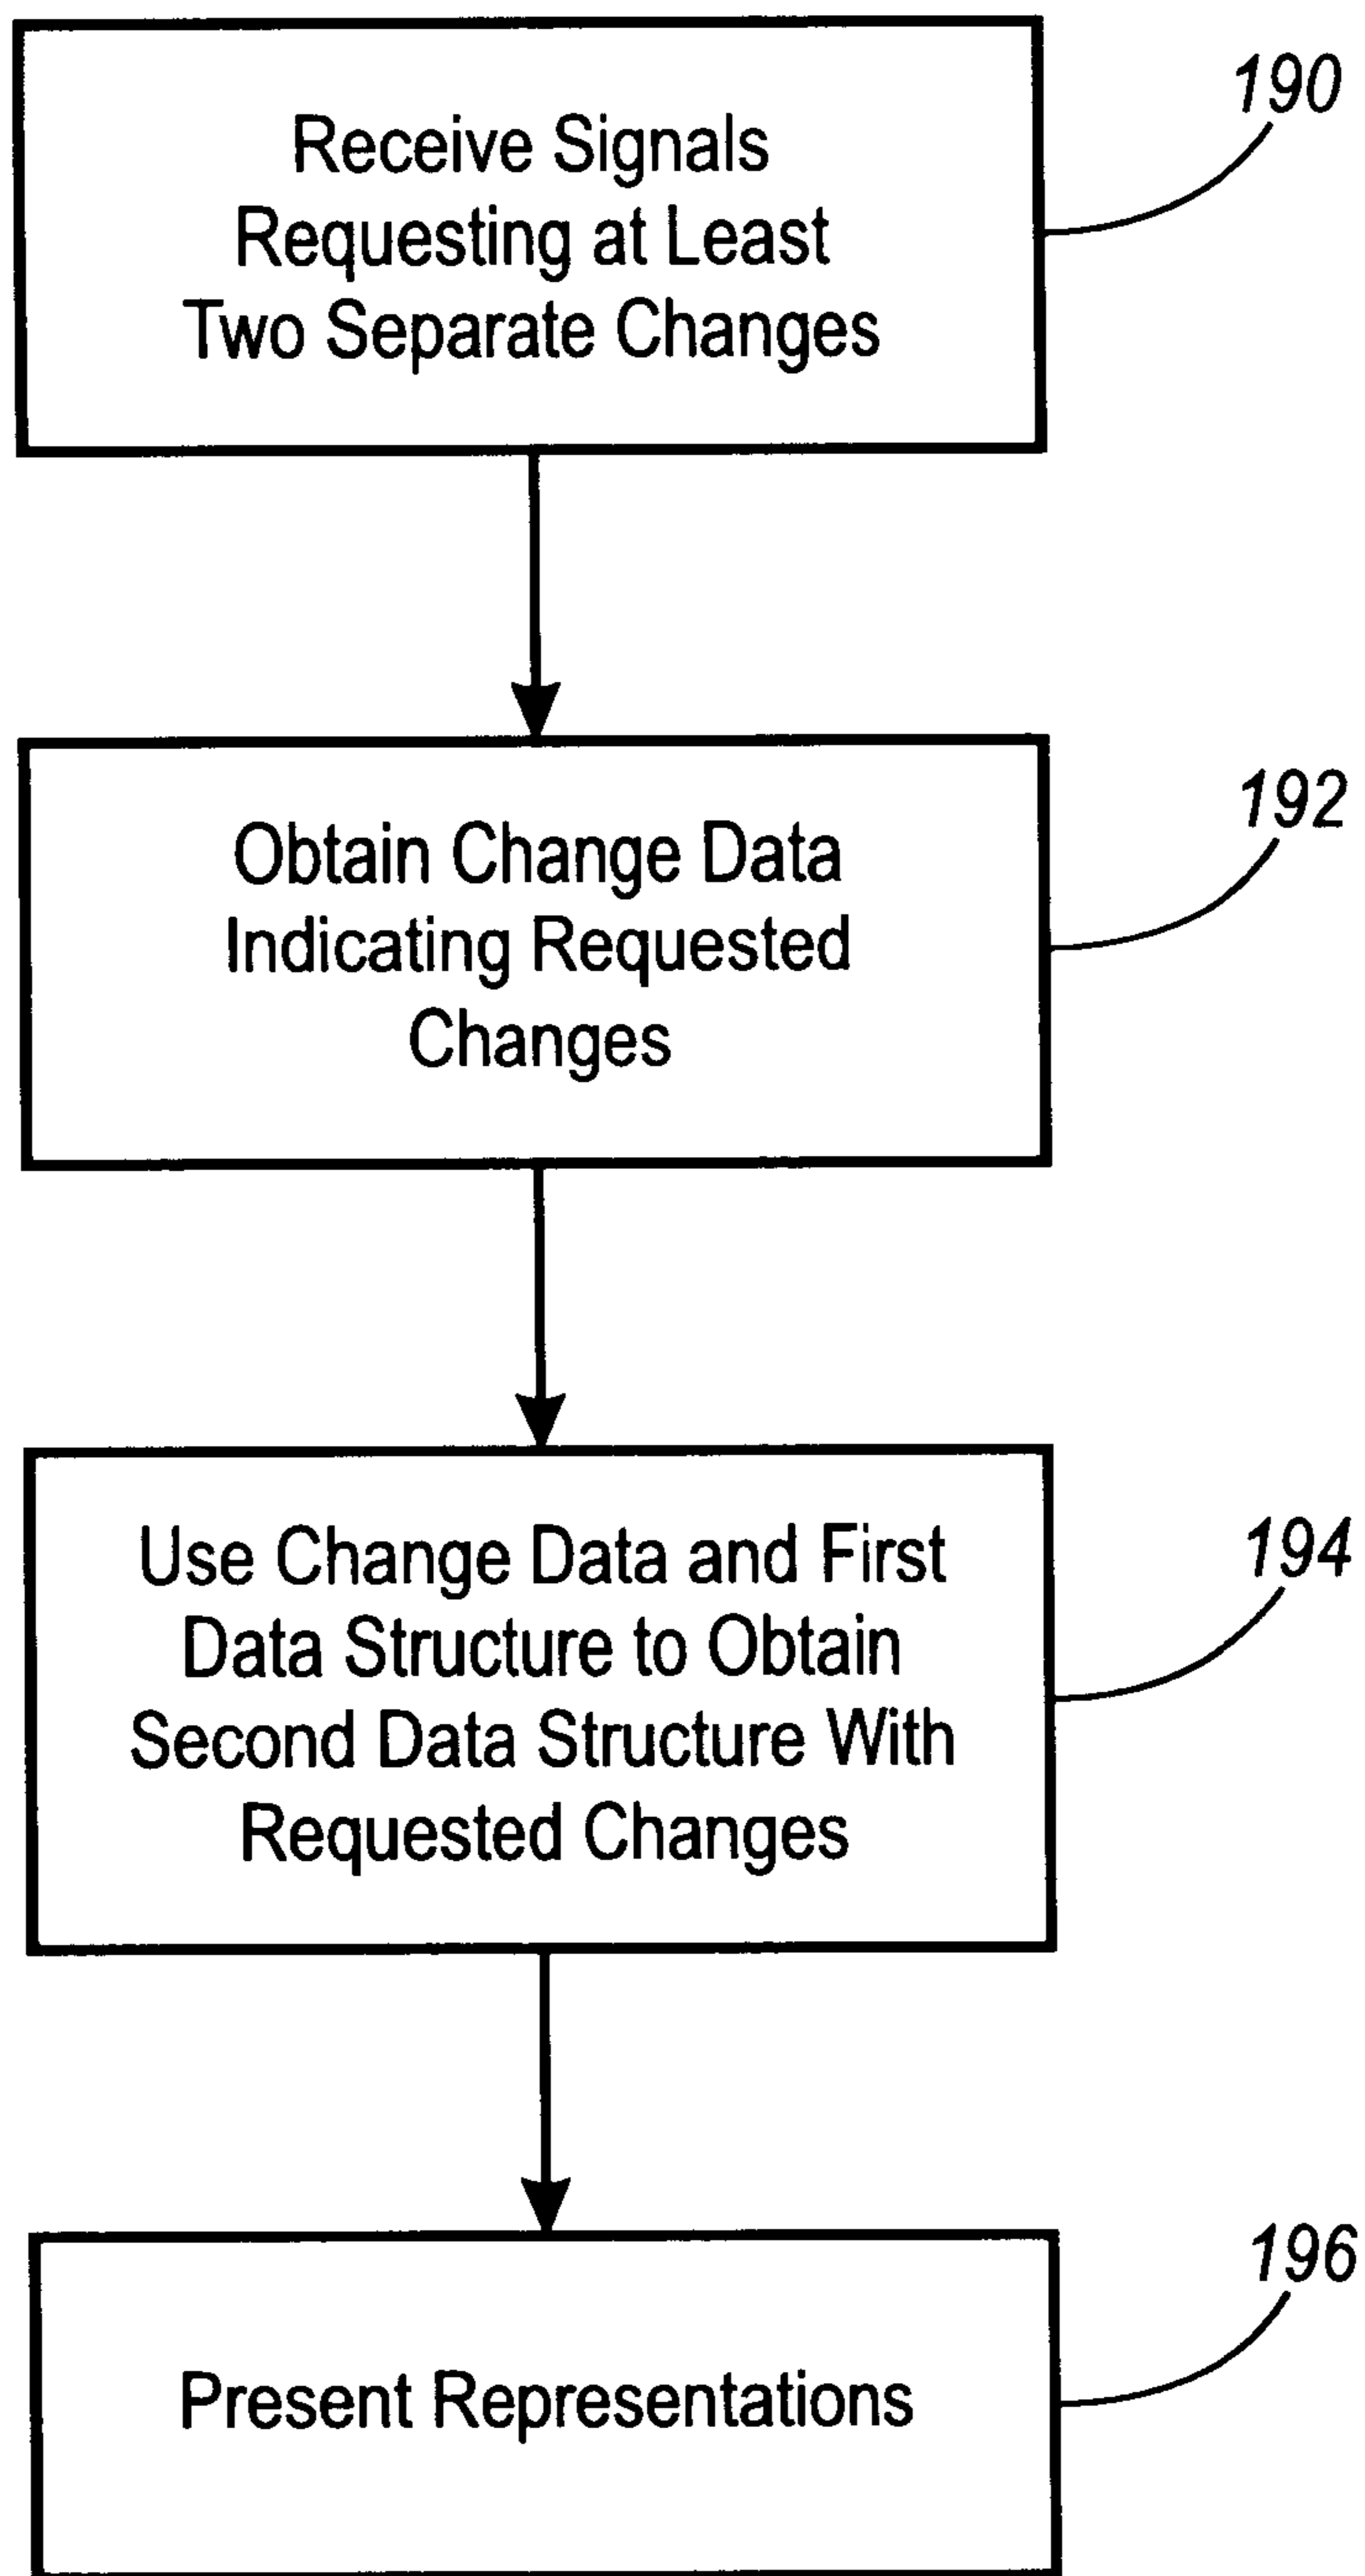 190
Receive Signals
Requesting at Least
Two Separate Changes
192
Obtain Change Data
Indicating Requested
Changes
194
Use Change Data and First
Data Structure to Obtain
Second Data Structure With
Requested Changes
196
Present Representations